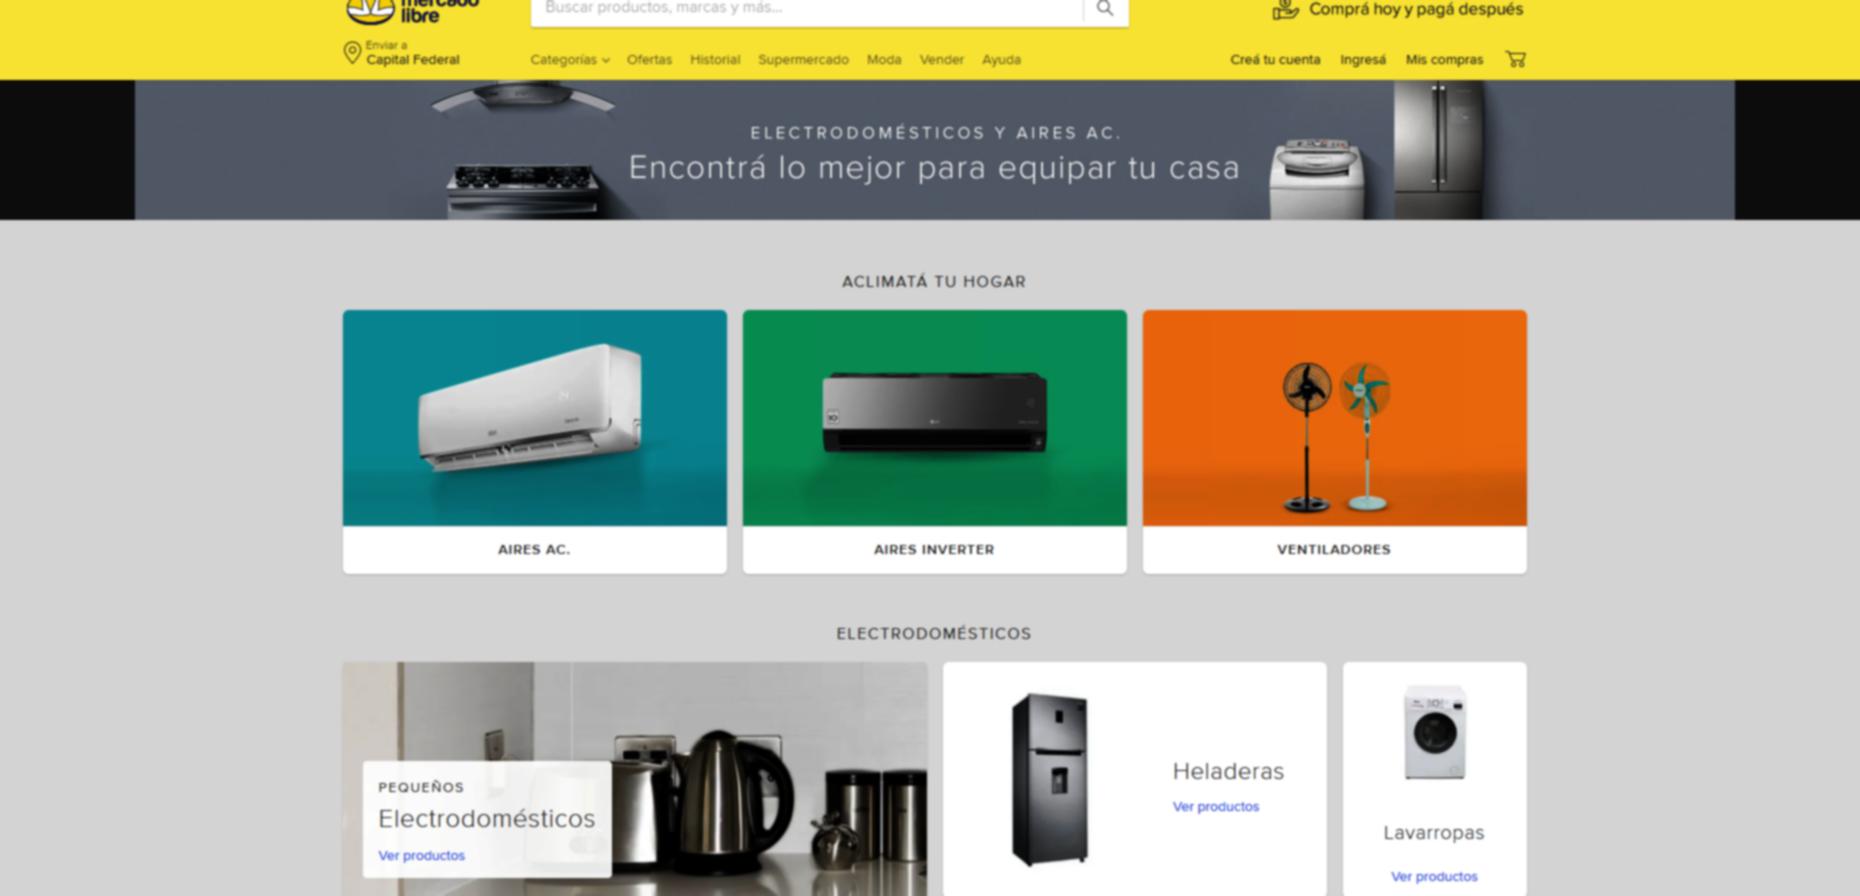 mercado
libre
Buscar productos, marcas y más...
Comprá hoy y pagá después
Enviar a
Capital Federal
Categorías Ofertas Historial Supermercado Moda Vender Ayuda
Creá tu cuenta Ingresá Mis compras
ELECTRODOMÉSTICOS Y AIRES AC.
Encontrá lo mejor para equipar tu casa
ACLIMATÁ TU HOGAR
AIRES AC.
AIRES INVERTER
VENTILADORES
ELECTRODOMÉSTICOS
PEQUEÑOS
Electrodomésticos
Ver productos
Heladeras
Ver productos
Lavarropas
Ver productos